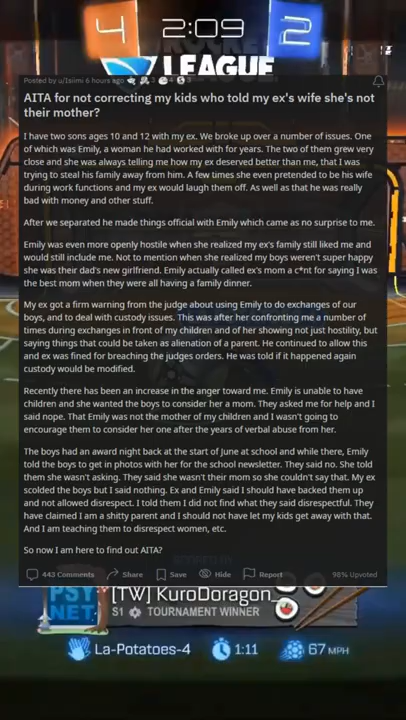 4 2:09 2
LEAGUE
Posted by u/Isiimi 6 hours ago
AITA for not correcting my kids who told my ex's wife she's not
their mother?
I have two sons ages 10 and 12 with my ex. We broke up over a number of issues. One
of which was Emily, a woman he had worked with for years. The two of them grew very
close and she was always telling me how my ex deserved better than me, that I was
trying to steal his family away from him. A few times she even pretended to be his wife
during work functions and my ex would laugh them off. As well as that he was really
bad with money and other stuff.
After we separated he made things official with Emily which came as no surprise to me.
Emily was even more openly hostile when she realized my ex's family still liked me and
would still include me. Not to mention when she realized my boys weren't super happy
she was their dad's new girlfriend. Emily actually called ex's mom a c*nt for saying I was
the best mom when they were all having a family dinner.
My ex got a firm warning from the judge about using Emily to do exchanges of our
boys, and to deal with custody issues. This was after her confronting me a number of
times during exchanges in front of my children and of her showing not just hostility, but
saying things that could be taken as alienation of a parent. He continued to allow this
and ex was fined for breaching the judges orders. He was told if it happened again
custody would be modified.
Recently there has been an increase in the anger toward me. Emily is unable to have
children and she wanted the boys to consider her a mom. They asked me for help and I
said nope. That Emily was not the mother of my children and I wasn't going to
encourage them to consider her one after the years of verbal abuse from her.
The boys had an award night back at the start of June at school and while there, Emily
told the boys to get in photos with her for the school newsletter. They said no. She told
them she wasn't asking. They said she wasn't their mom so she couldn't say that. My ex
scolded the boys but I said nothing. Ex and Emily said I should have backed them up
and not allowed disrespect. I told them I did not find what they said disrespectful. They
have claimed I am a shitty parent and I should not have let my kids get away with that.
And I am teaching them to disrespect women, etc.
So now I am here to find out AITA?
443 Comments Share Save Hide Report 98% Upvoted
PSY
NET
[TW] KuroDoragon
S1 TOURNAMENT WINNER
La-Potatoes-4 1:11 67 MPH